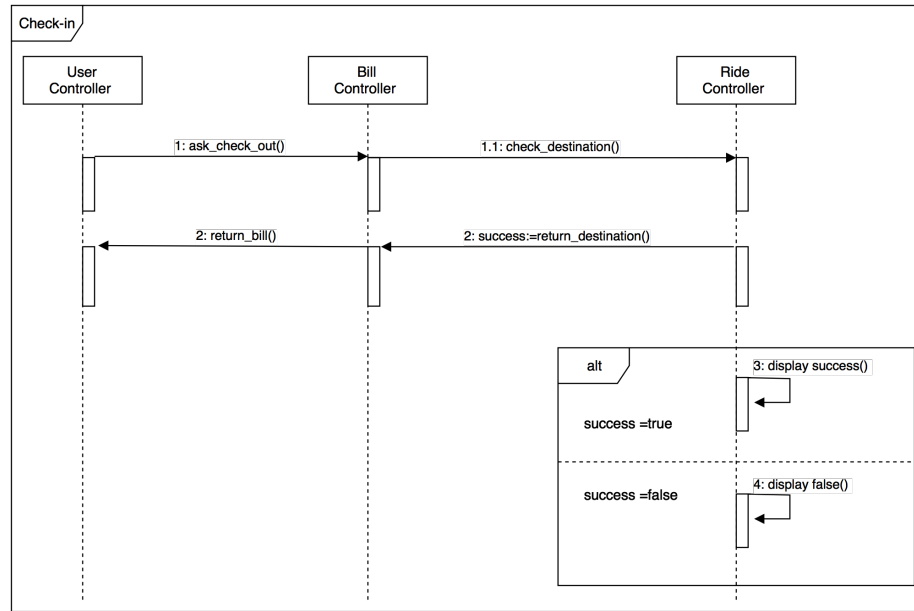 Check-in
User
Controller
Bill
Controller
Ride
Controller
1: ask_check_out()
1.1: check_destination()
2: return_bill()
2: success:=return_destination()
alt
3: display success()
success =true
4: display false()
success =false